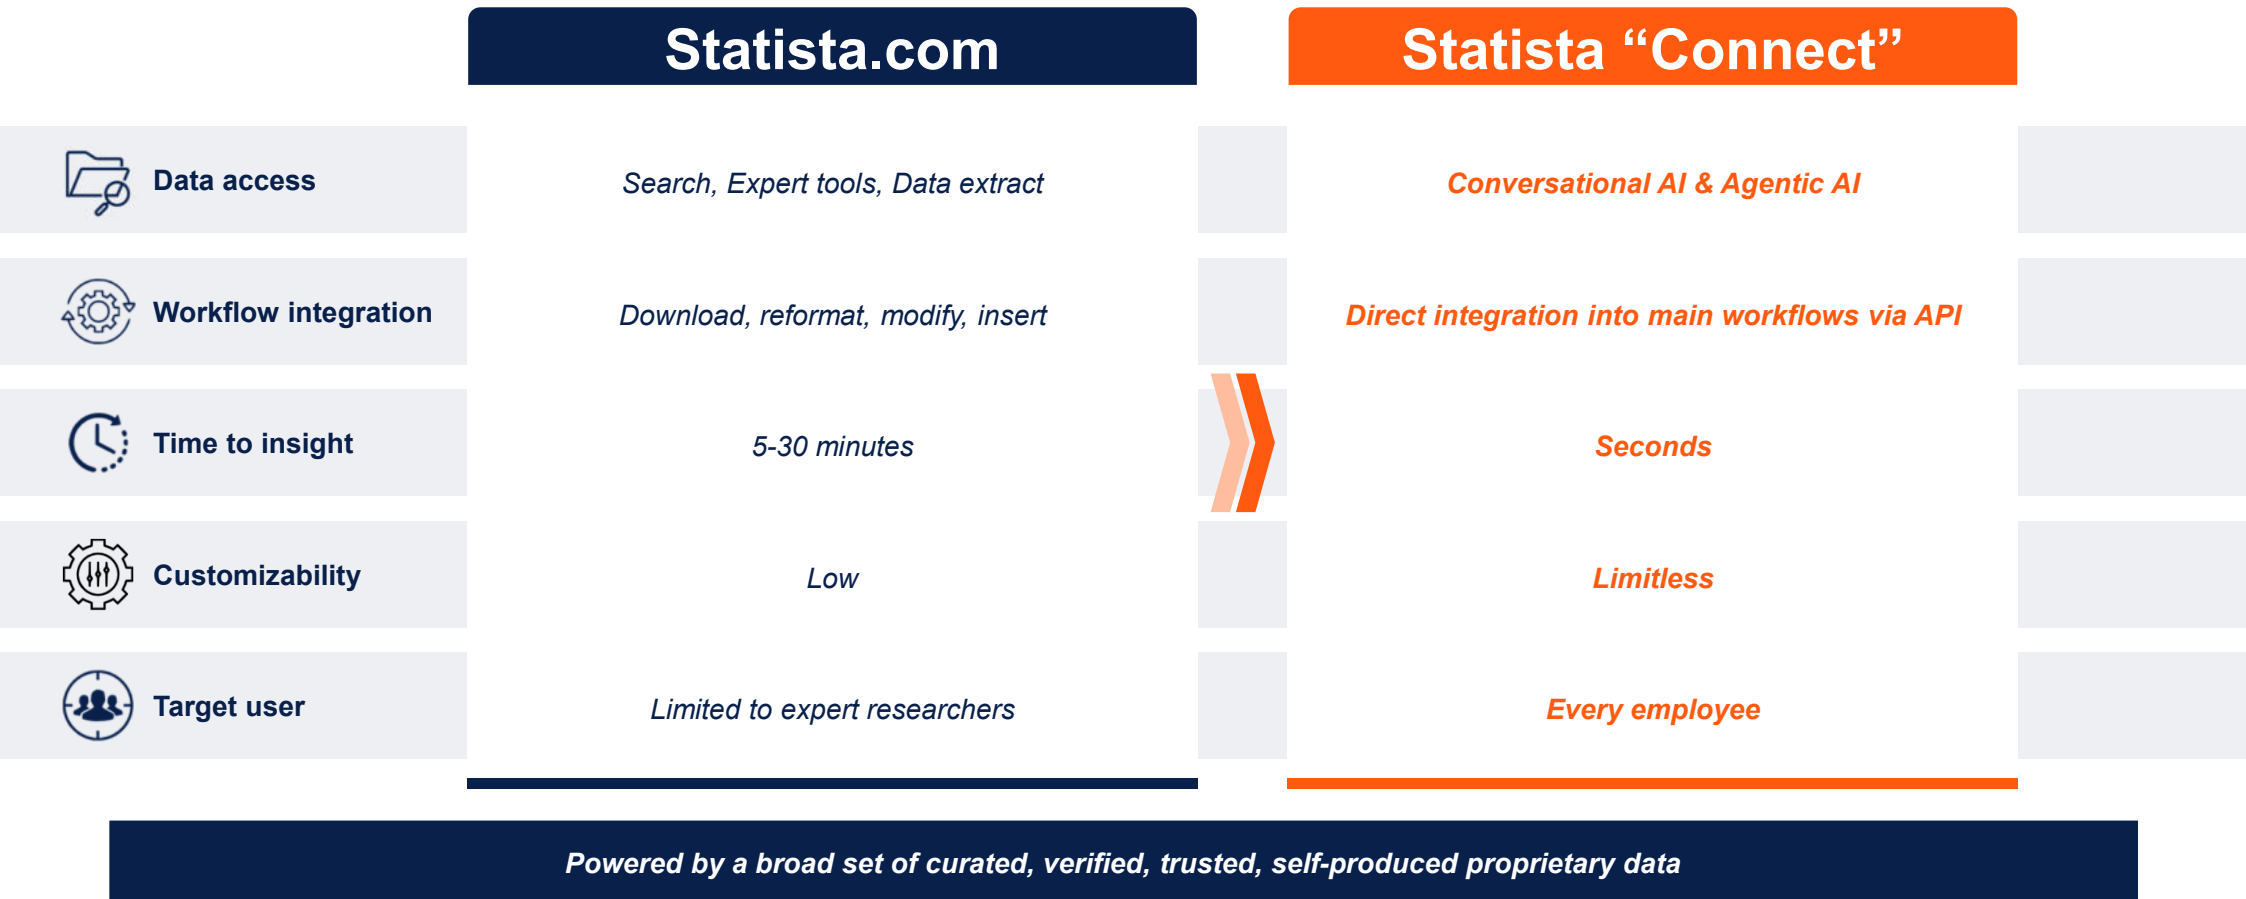 Statista.com
Statista “Connect”
Data access
Search, Expert tools, Data extract
Conversational AI & Agentic AI
Workflow integration
Download, reformat, modify, insert
Direct integration into main workflows via API
Time to insight
5-30 minutes
Seconds
Customizability
Low
Limitless
Target user
Limited to expert researchers
Every employee
Powered by a broad set of curated, verified, trusted, self-produced proprietary data